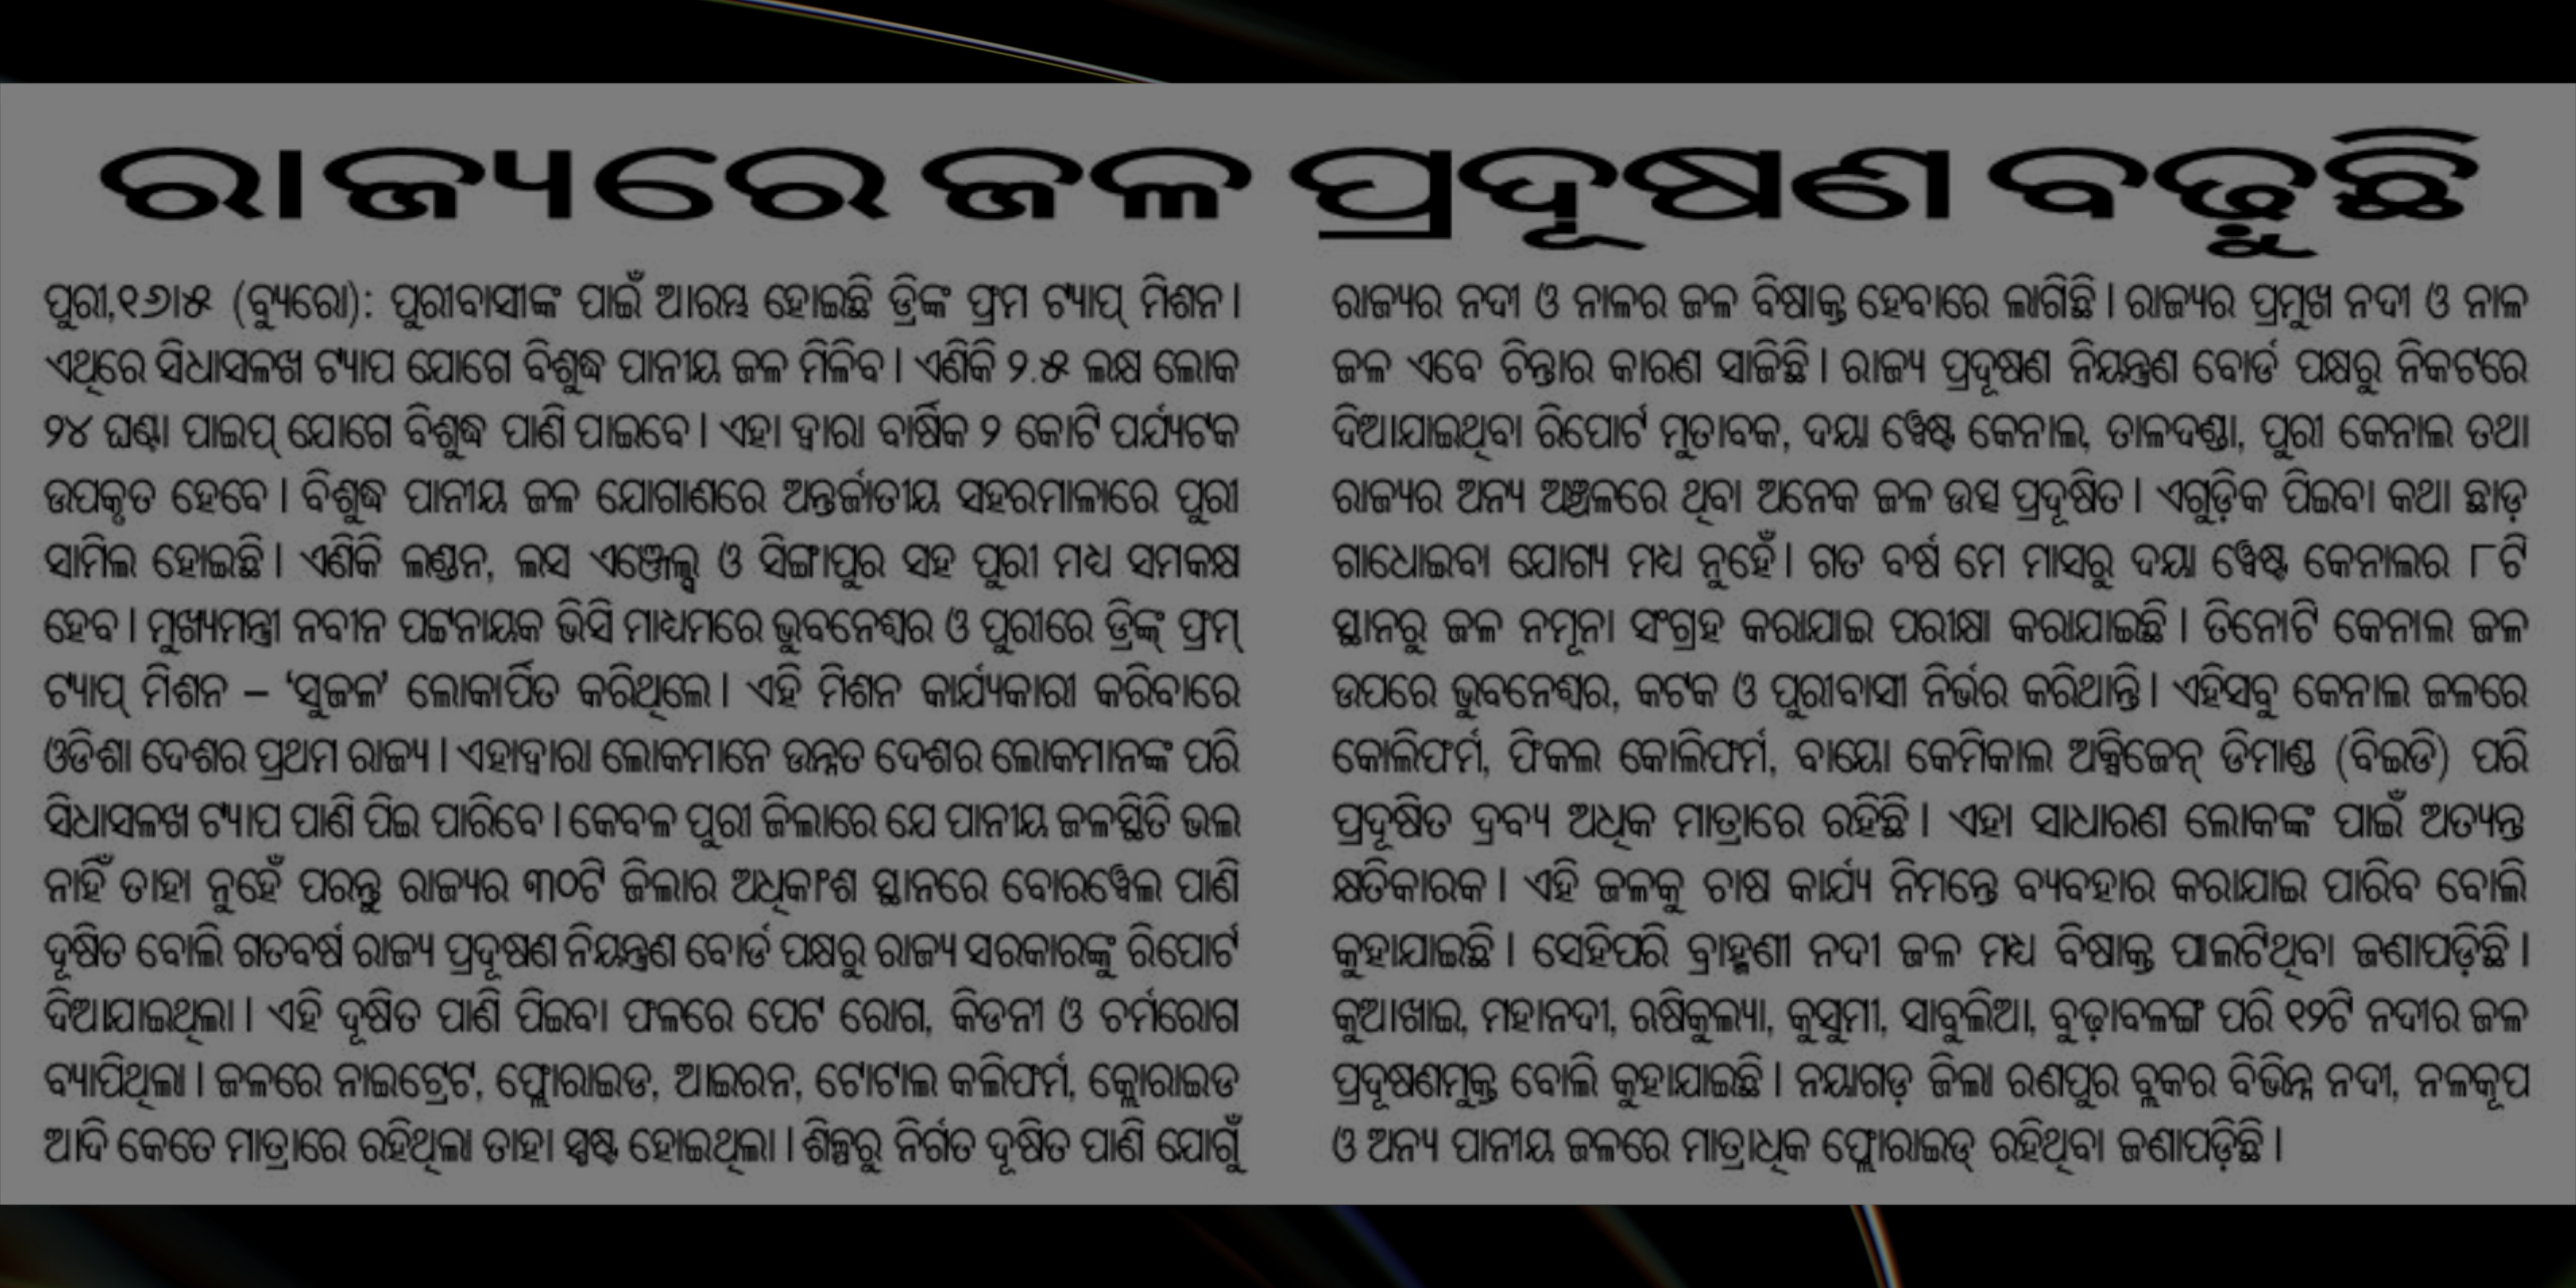 ରାଜ୍ୟରେ ଜଳ ପ୍ରଦୂଷଣ ବଢୁଛି
ପୁରୀ,୧୬।୫ (ବ୍ୟୁରୋ): ପୁରୀବାସୀଙ୍କ ପାଇଁ ଆରମ୍ଭ ହୋଇଛି ଡ୍ରିଙ୍କ ଫ୍ରମ ଟ୍ୟାପ୍ ମିଶନ ।
ଏଥିରେ ସିଧାସଳଖ ଟ୍ୟାପ ଯୋଗେ ବିଶୁଦ୍ଧ ପାନୀୟ ଜଳ ମିଳିବ । ଏଣିକି ୨.୫ ଲକ୍ଷ ଲୋକ
୨୪ ଘଣ୍ଟା ପାଇପ୍ ଯୋଗେ ବିଶୁଦ୍ଧ ପାଣି ପାଇବେ । ଏହା ଦ୍ୱାରା ବାର୍ଷିକ ୨ କୋଟି ପର୍ଯ୍ୟଟକ
ଉପକୃତ ହେବେ । ବିଶୁଦ୍ଧ ପାନୀୟ ଜଳ ଯୋଗାଣରେ ଅନ୍ତର୍ଜାତୀୟ ସହରମାଳାରେ ପୁରୀ
ସାମିଲ ହୋଇଛି । ଏଣିକି ଲଣ୍ଡନ, ଲସ ଏଞ୍ଜେଲ୍ସ ଓ ସିଙ୍ଗାପୁର ସହ ପୁରୀ ମଧ୍ୟ ସମକକ୍ଷ
ହେବ । ମୁଖ୍ୟମନ୍ତ୍ରୀ ନବୀନ ପଟ୍ଟନାୟକ ଭିସି ମାଧ୍ୟମରେ ଭୁବନେଶ୍ୱର ଓ ପୁରୀରେ ଡ୍ରିଙ୍କ୍ ଫ୍ରମ୍
ଟ୍ୟାପ୍ ମିଶନ – ‘ସୁଜଳ’ ଲୋକାର୍ପିତ କରିଥିଲେ । ଏହି ମିଶନ କାର୍ଯ୍ୟକାରୀ କରିବାରେ
ଓଡିଶା ଦେଶର ପ୍ରଥମ ରାଜ୍ୟ । ଏହାଦ୍ୱାରା ଲୋକମାନେ ଉନ୍ନତ ଦେଶର ଲୋକମାନଙ୍କ ପରି
ସିଧାସଳଖ ଟ୍ୟାପ ପାଣି ପିଇ ପାରିବେ । କେବଳ ପୁରୀ ଜିଲାରେ ଯେ ପାନୀୟ ଜଳସ୍ଥିତି ଭଲ
ନାହିଁ ତାହା ନୁହେଁ ପରନ୍ତୁ ରାଜ୍ୟର ୩୦ଟି ଜିଲାର ଅଧିକାଂଶ ସ୍ଥାନରେ ବୋରୱେଲ ପାଣି
ଦୂଷିତ ବୋଲି ଗତବର୍ଷ ରାଜ୍ୟ ପ୍ରଦୂଷଣ ନିୟନ୍ତ୍ରଣ ବୋର୍ଡ ପକ୍ଷରୁ ରାଜ୍ୟ ସରକାରଙ୍କୁ ରିପୋର୍ଟ
ଦିଆଯାଇଥିଲା । ଏହି ଦୂଷିତ ପାଣି ପିଇବା ଫଳରେ ପେଟ ରୋଗ, କିଡନୀ ଓ ଚର୍ମରୋଗ
ବ୍ୟାପିଥିଲା । ଜଳରେ ନାଇଟ୍ରେଟ, ଫ୍ଲୋରାଇଡ, ଆଇରନ, ଟୋଟାଲ କଲିଫର୍ମ, କ୍ଲୋରାଇଡ
ଆଦି କେତେ ମାତ୍ରାରେ ରହିଥିଲା ତାହା ସ୍ପଷ୍ଟ ହୋଇଥିଲା । ଶିଳ୍ପରୁ ନିର୍ଗତ ଦୂଷିତ ପାଣି ଯୋଗୁଁ
ରାଜ୍ୟର ନଦୀ ଓ ନାଳର ଜଳ ବିଷାକ୍ତ ହେବାରେ ଲାଗିଛି । ରାଜ୍ୟର ପ୍ରମୁଖ ନଦୀ ଓ ନାଳ
ଜଳ ଏବେ ଚିନ୍ତାର କାରଣ ସାଜିଛି । ରାଜ୍ୟ ପ୍ରଦୂଷଣ ନିୟନ୍ତ୍ରଣ ବୋର୍ଡ ପକ୍ଷରୁ ନିକଟରେ
ଦିଆଯାଇଥିବା ରିପୋର୍ଟ ମୁତାବକ, ଦୟା ୱେଷ୍ଟ କେନାଲ, ତାଳଦଣ୍ଡା, ପୁରୀ କେନାଲ ତଥା
ରାଜ୍ୟର ଅନ୍ୟ ଅଞ୍ଚଳରେ ଥିବା ଅନେକ ଜଳ ଉତ୍ସ ପ୍ରଦୂଷିତ । ଏଗୁଡ଼ିକ ପିଇବା କଥା ଛାଡ଼
ଗାଧୋଇବା ଯୋଗ୍ୟ ମଧ୍ୟ ନୁହେଁ । ଗତ ବର୍ଷ ମେ ମାସରୁ ଦୟା ୱେଷ୍ଟ କେନାଲର ୮ଟି
ସ୍ଥାନରୁ ଜଳ ନମୂନା ସଂଗ୍ରହ କରାଯାଇ ପରୀକ୍ଷା କରାଯାଇଛି । ତିନୋଟି କେନାଲ ଜଳ
ଉପରେ ଭୁବନେଶ୍ୱର, କଟକ ଓ ପୁରୀବାସୀ ନିର୍ଭର କରିଥାନ୍ତି । ଏହିସବୁ କେନାଲ ଜଳରେ
କୋଲିଫର୍ମ, ଫିକଲ କୋଲିଫର୍ମ, ବାୟୋ କେମିକାଲ ଅକ୍ସିଜେନ୍ ଡିମାଣ୍ଡ (ବିଇଡି) ପରି
ପ୍ରଦୂଷିତ ଦ୍ରବ୍ୟ ଅଧିକ ମାତ୍ରାରେ ରହିଛି । ଏହା ସାଧାରଣ ଲୋକଙ୍କ ପାଇଁ ଅତ୍ୟନ୍ତ
କ୍ଷତିକାରକ । ଏହି ଜଳକୁ ଚାଷ କାର୍ଯ୍ୟ ନିମନ୍ତେ ବ୍ୟବହାର କରାଯାଇ ପାରିବ ବୋଲି
କୁହାଯାଇଛି । ସେହିପରି ବ୍ରାହ୍ମଣୀ ନଦୀ ଜଳ ମଧ୍ୟ ବିଷାକ୍ତ ପାଲଟିଥିବା ଜଣାପଡ଼ିଛି ।
କୁଆଖାଇ, ମହାନଦୀ, ଋଷିକୁଲ୍ୟା, କୁସୁମୀ, ସାବୁଲିଆ, ବୁଢ଼ାବଳଙ୍ଗ ପରି ୧୨ଟି ନଦୀର ଜଳ
ପ୍ରଦୂଷଣମୁକ୍ତ ବୋଲି କୁହାଯାଇଛି । ନୟାଗଡ଼ ଜିଲା ରଣପୁର ବ୍ଲକର ବିଭିନ୍ନ ନଦୀ, ନଳକୂପ
ଓ ଅନ୍ୟ ପାନୀୟ ଜଳରେ ମାତ୍ରାଧିକ ଫ୍ଲୋରାଇଡ୍ ରହିଥିବା ଜଣାପଡ଼ିଛି ।